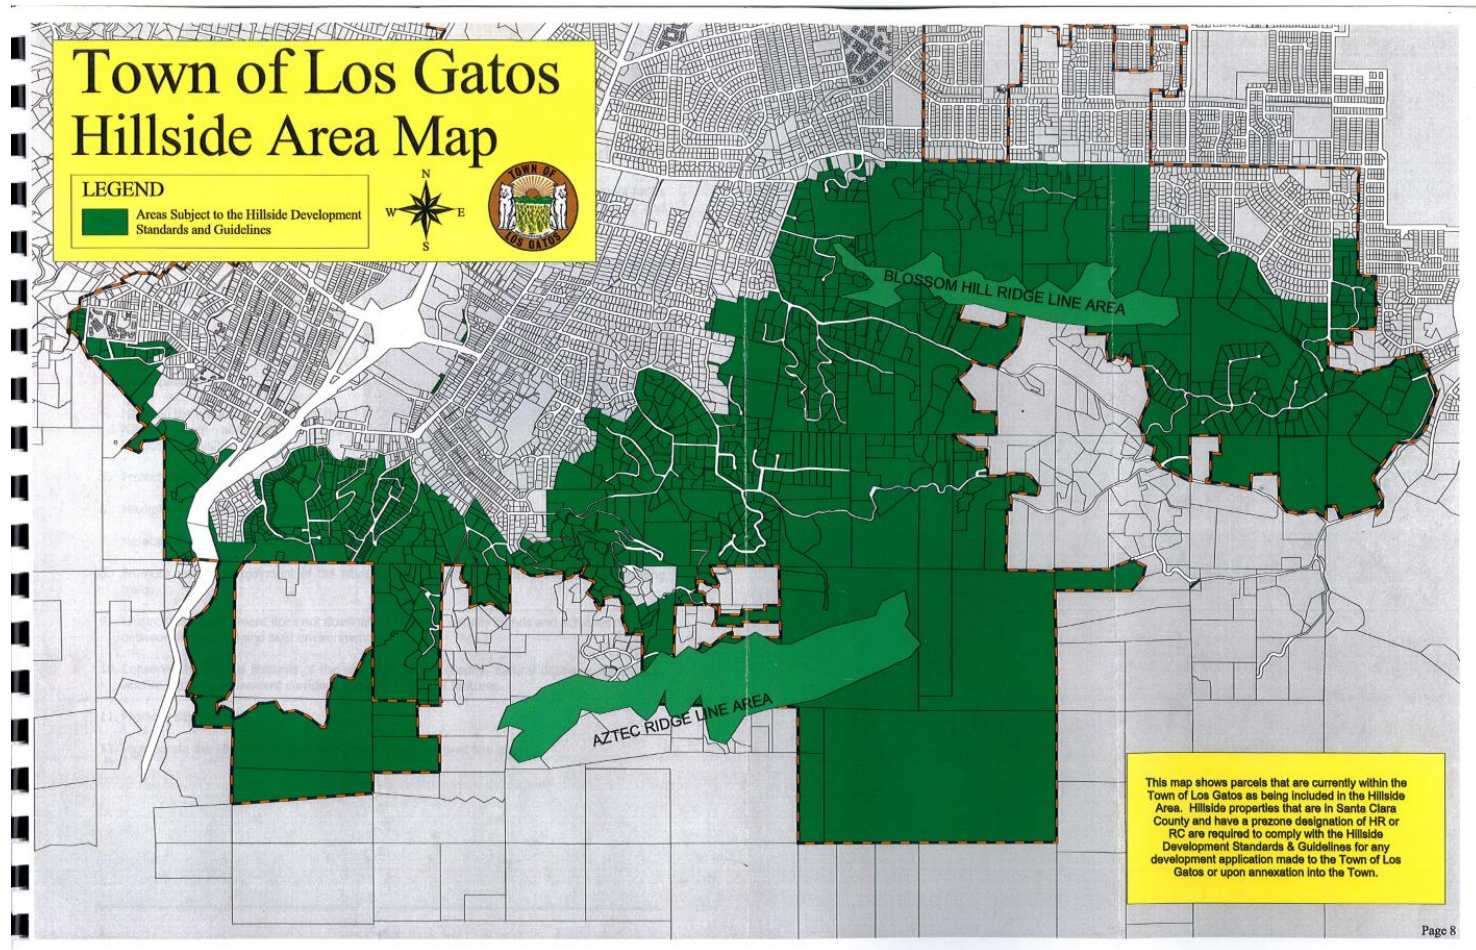 Town of Los Gatos
Hillside Area Map
LEGEND
Areas Subject to the Hillside Development
Standards and Guidelines
N
W
E
S
TOWN OF
LOS GATOS
BLOSSOM HILL RIDGE LINE AREA
AZTEC RIDGE LINE AREA
This map shows parcels that are currently within the
Town of Los Gatos as being included in the Hillside
Area. Hillside properties that are in Santa Clara
County and have a prezone designation of HR or
RC are required to comply with the Hillside
Development Standards & Guidelines for any
development application made to the Town of Los
Gatos or upon annexation into the Town.
Page 8